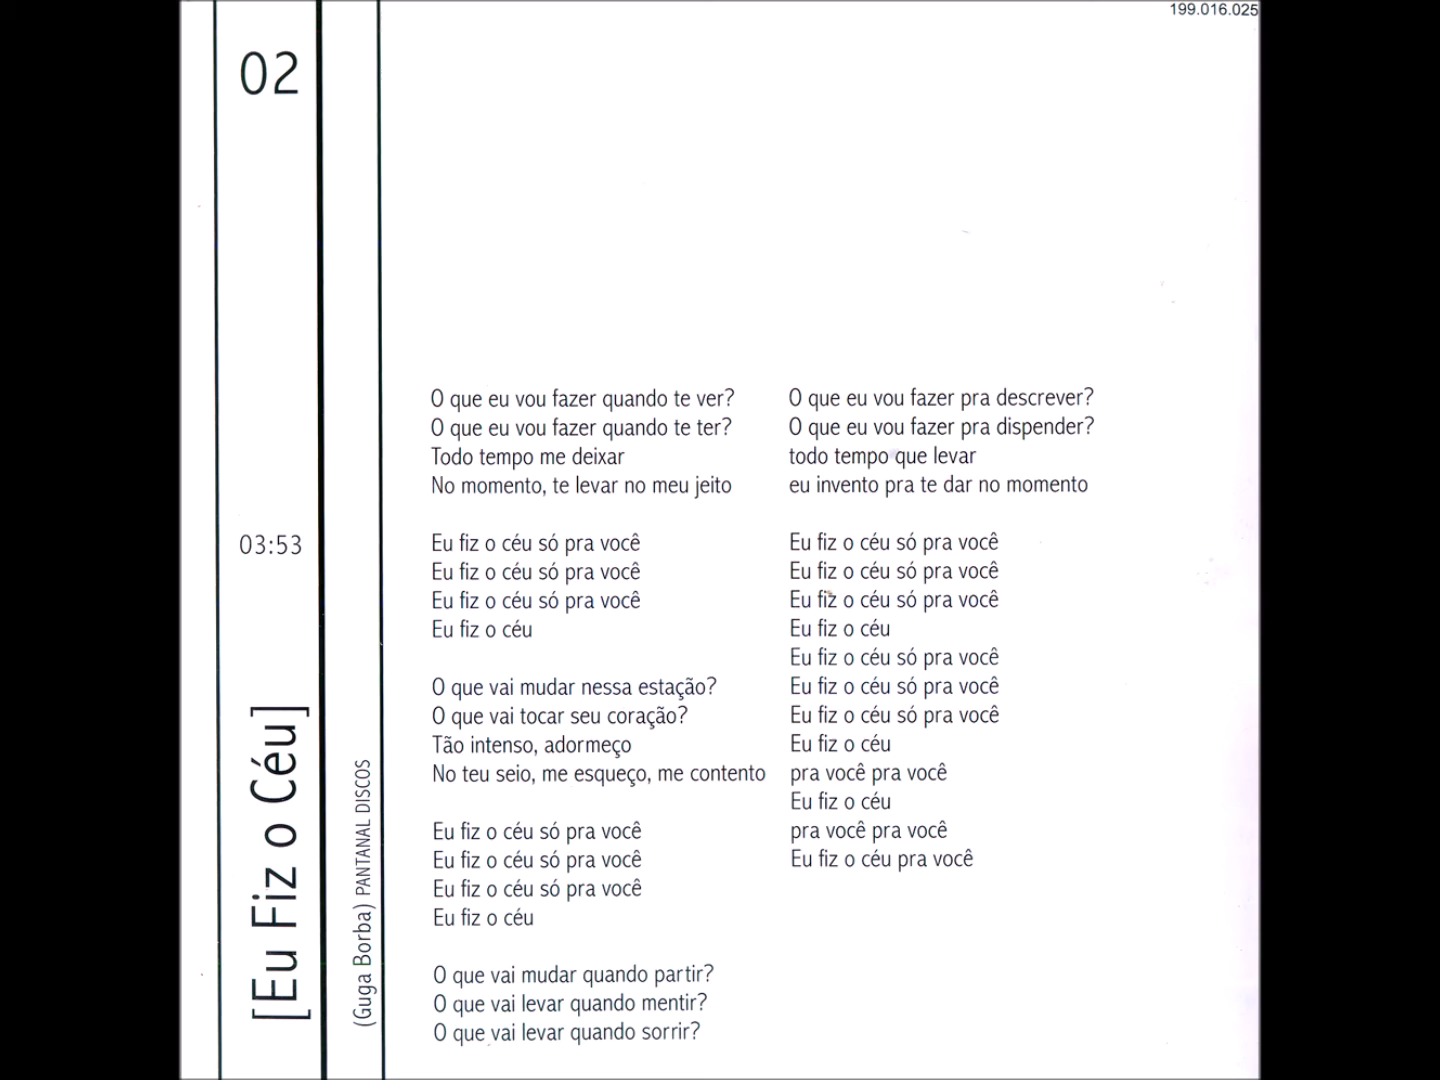 199.016.025
02
03:53
[Eu Fiz o Céu]
(Guga Borba) PANTANAL DISCOS
O que eu vou fazer quando te ver?
O que eu vou fazer quando te ter?
Todo tempo me deixar
No momento, te levar no meu jeito
Eu fiz o céu só pra você
Eu fiz o céu só pra você
Eu fiz o céu só pra você
Eu fiz o céu
O que vai mudar nessa estação?
O que vai tocar seu coração?
Tão intenso, adormeço
No teu seio, me esqueço, me contento
Eu fiz o céu só pra você
Eu fiz o céu só pra você
Eu fiz o céu só pra você
Eu fiz o céu
O que vai mudar quando partir?
O que vai levar quando mentir?
O que vai levar quando sorrir?
O que eu vou fazer pra descrever?
O que eu vou fazer pra dispender?
todo tempo que levar
eu invento pra te dar no momento
Eu fiz o céu só pra você
Eu fiz o céu só pra você
Eu fiz o céu só pra você
Eu fiz o céu
Eu fiz o céu só pra você
Eu fiz o céu só pra você
Eu fiz o céu só pra você
Eu fiz o céu
pra você pra você
Eu fiz o céu
pra você pra você
Eu fiz o céu pra você